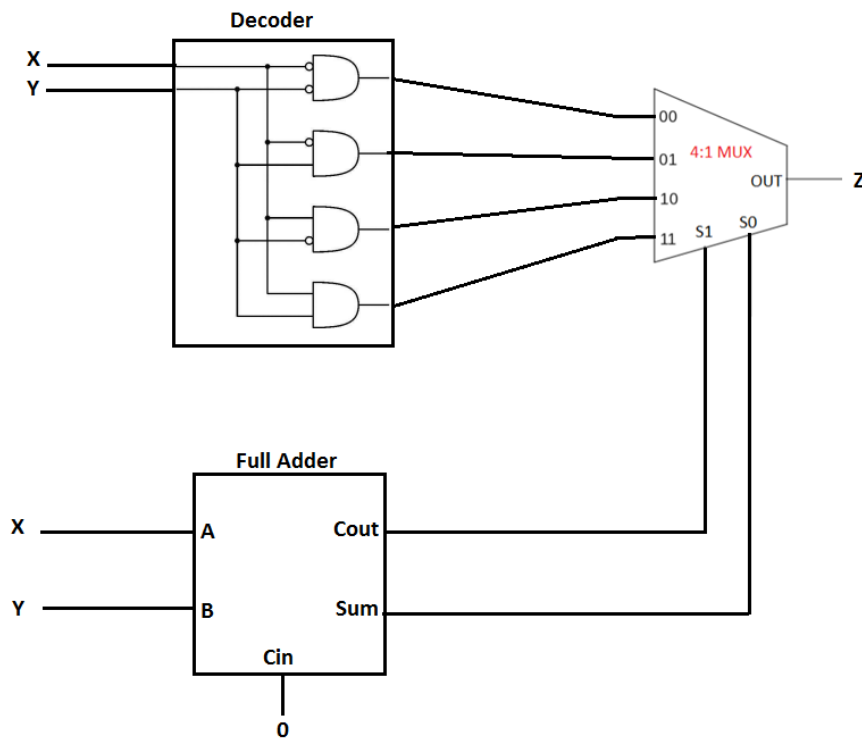 Decoder
X
Y
00
01
10
11
4:1 MUX
OUT
S1
S0
Z
Full Adder
X
Y
A
B
Cout
Sum
Cin
0